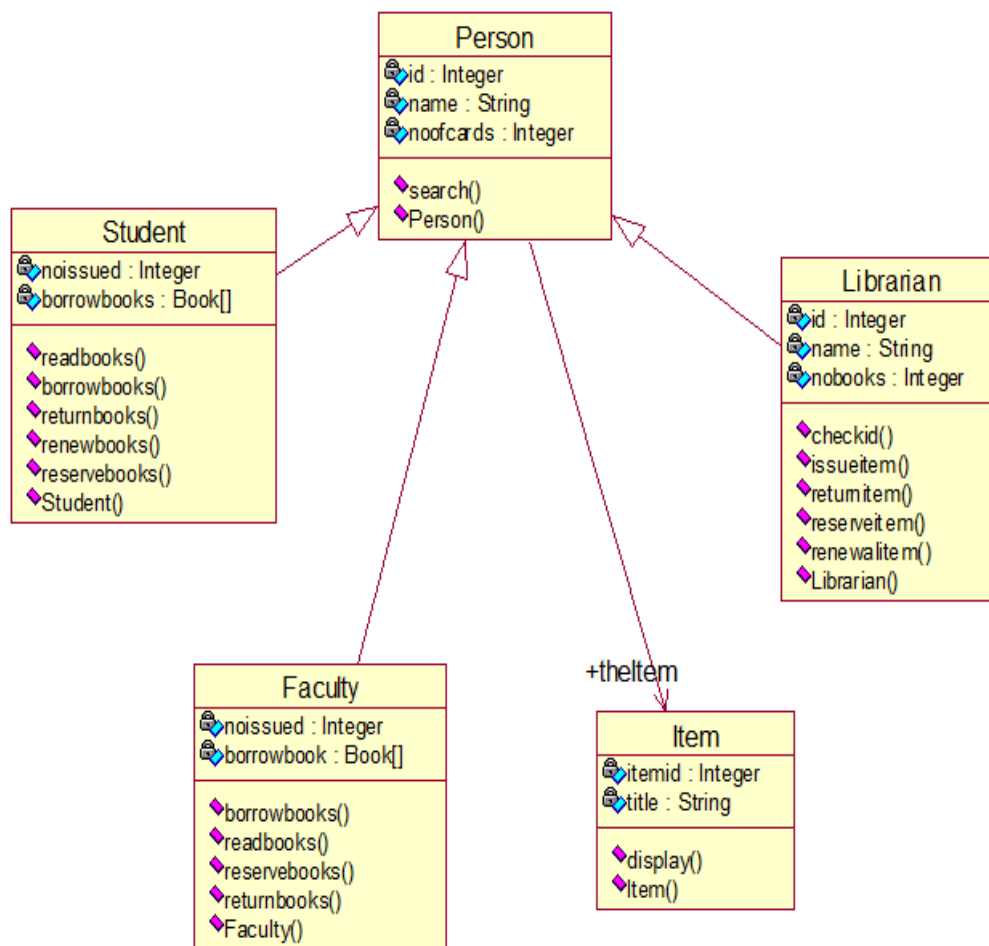 Person
id : Integer
name : String
noofcards : Integer
search()
Person()
Student
noissued : Integer
borrowbooks : Book[]
readbooks()
borrowbooks()
returnbooks()
renewbooks()
reservebooks()
Student()
Librarian
id : Integer
name : String
nobooks : Integer
checkid()
issueitem()
returnitem()
reserveitem()
renewalitem()
Librarian()
Faculty
noissued : Integer
borrowbook : Book[]
borrowbooks()
readbooks()
reservebooks()
returnbooks()
Faculty()
+theItem
Item
itemid : Integer
title : String
display()
Item()